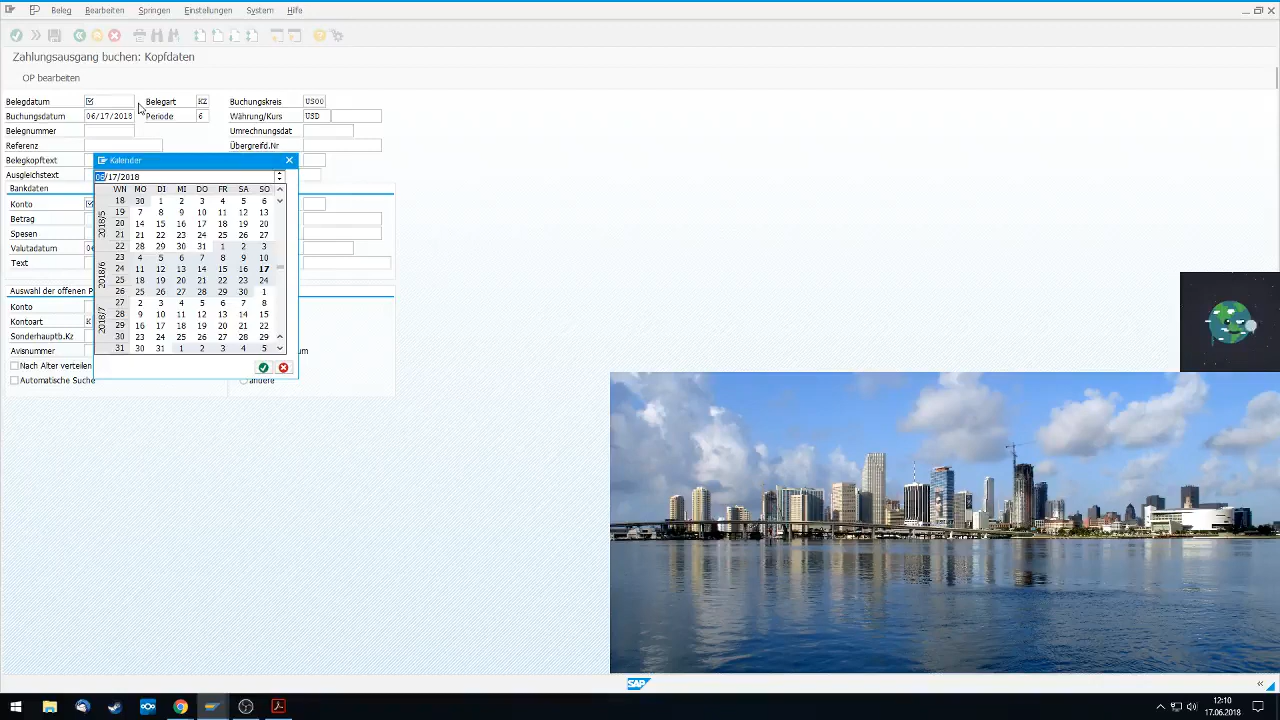 Beleg Bearbeiten Springen Einstellungen System Hilfe
Zahlungsausgang buchen: Kopfdaten
OP bearbeiten
Belegdatum Belegart KZ Buchungskreis US00
Buchungsdatum 06/17/2018 Periode 6 Währung/Kurs USD
Belegnummer Umrechnungsdat
Referenz Übergreifd.Nr
Belegkopftext
Ausgleichstext
Bankdaten
Konto
Betrag
Spesen
Valutadatum 06
Text
Auswahl der offenen P
Konto
Kontoart K
Sonderhauptb.Kz
Avisnummer um
Nach Alter verteilen
Automatische Suche andere
Kalender
06/17/2018
WN MO DI MI DO FR SA SO
18 30 1 2 3 4 5 6
19 7 8 9 10 11 12 13
20 14 15 16 17 18 19 20
21 21 22 23 24 25 26 27
22 28 29 30 31 1 2 3
23 4 5 6 7 8 9 10
24 11 12 13 14 15 16 17
25 18 19 20 21 22 23 24
26 25 26 27 28 29 30 1
27 2 3 4 5 6 7 8
28 9 10 11 12 13 14 15
29 16 17 18 19 20 21 22
30 23 24 25 26 27 28 29
31 30 31 1 2 3 4 5
2018/5
2018/6
2018/7
SAP
12:10
17.06.2018